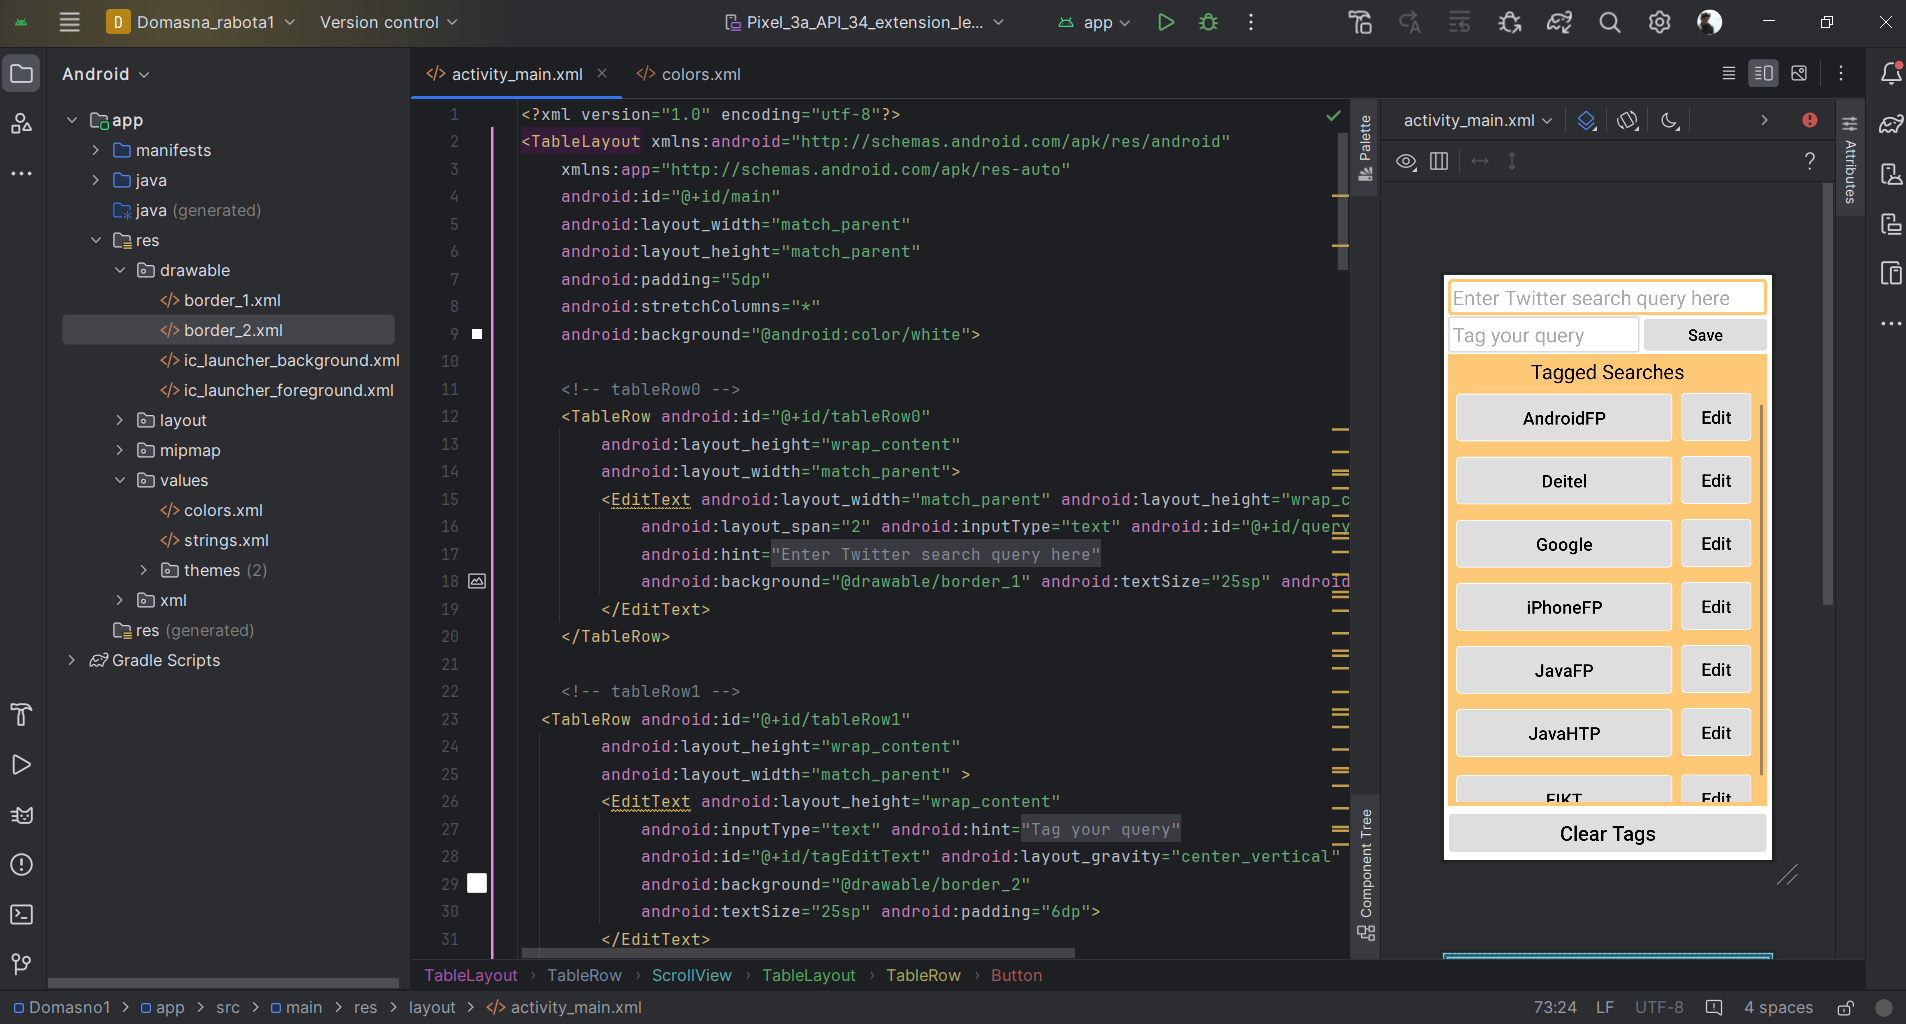 D Domasna_rabota1 Version control Pixel_3a_API_34_extension_le... app
Android
app
manifests
java
java (generated)
res
drawable
border_1.xml
border_2.xml
ic_launcher_background.xml
ic_launcher_foreground.xml
layout
mipmap
values
colors.xml
strings.xml
themes (2)
xml
res (generated)
Gradle Scripts
activity_main.xml colors.xml
1 <?xml version="1.0" encoding="utf-8"?>
2 <TableLayout xmlns:android="http://schemas.android.com/apk/res/android"
3 xmlns:app="http://schemas.android.com/apk/res-auto"
4 android:id="@+id/main"
5 android:layout_width="match_parent"
6 android:layout_height="match_parent"
7 android:padding="5dp"
8 android:stretchColumns="*"
9 android:background="@android:color/white">
10
11 <!-- tableRow0 -->
12 <TableRow android:id="@+id/tableRow0"
13 android:layout_height="wrap_content"
14 android:layout_width="match_parent">
15 <EditText android:layout_width="match_parent" android:layout_height="wrap_c
16 android:layout_span="2" android:inputType="text" android:id="@+id/query
17 android:hint="Enter Twitter search query here"
18 android:background="@drawable/border_1" android:textSize="25sp" android
19 </EditText>
20 </TableRow>
21
22 <!-- tableRow1 -->
23 <TableRow android:id="@+id/tableRow1"
24 android:layout_height="wrap_content"
25 android:layout_width="match_parent" >
26 <EditText android:layout_height="wrap_content"
27 android:inputType="text" android:hint="Tag your query"
28 android:id="@+id/tagEditText" android:layout_gravity="center_vertical"
29 android:background="@drawable/border_2"
30 android:textSize="25sp" android:padding="6dp">
31 </EditText>
TableLayout › TableRow › ScrollView › TableLayout › TableRow › Button
Palette
Component Tree
activity_main.xml
?
Attributes
Enter Twitter search query here
Tag your query Save
Tagged Searches
AndroidFP Edit
Deitel Edit
Google Edit
iPhoneFP Edit
JavaFP Edit
JavaHTP Edit
FIKT Edit
Clear Tags
Domasno1 > app > src > main > res > layout > activity_main.xml
73:24 LF UTF-8 4 spaces